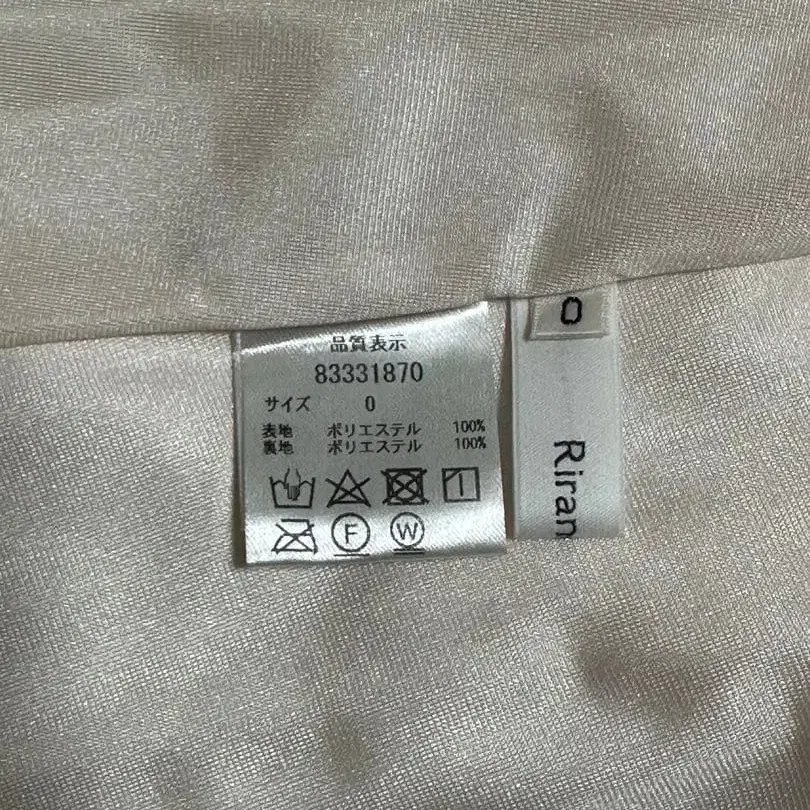 品質表示
83331870
サイズ 0
表地 ポリエステル 100%
裏地 ポリエステル 100%
F W
0
Riran